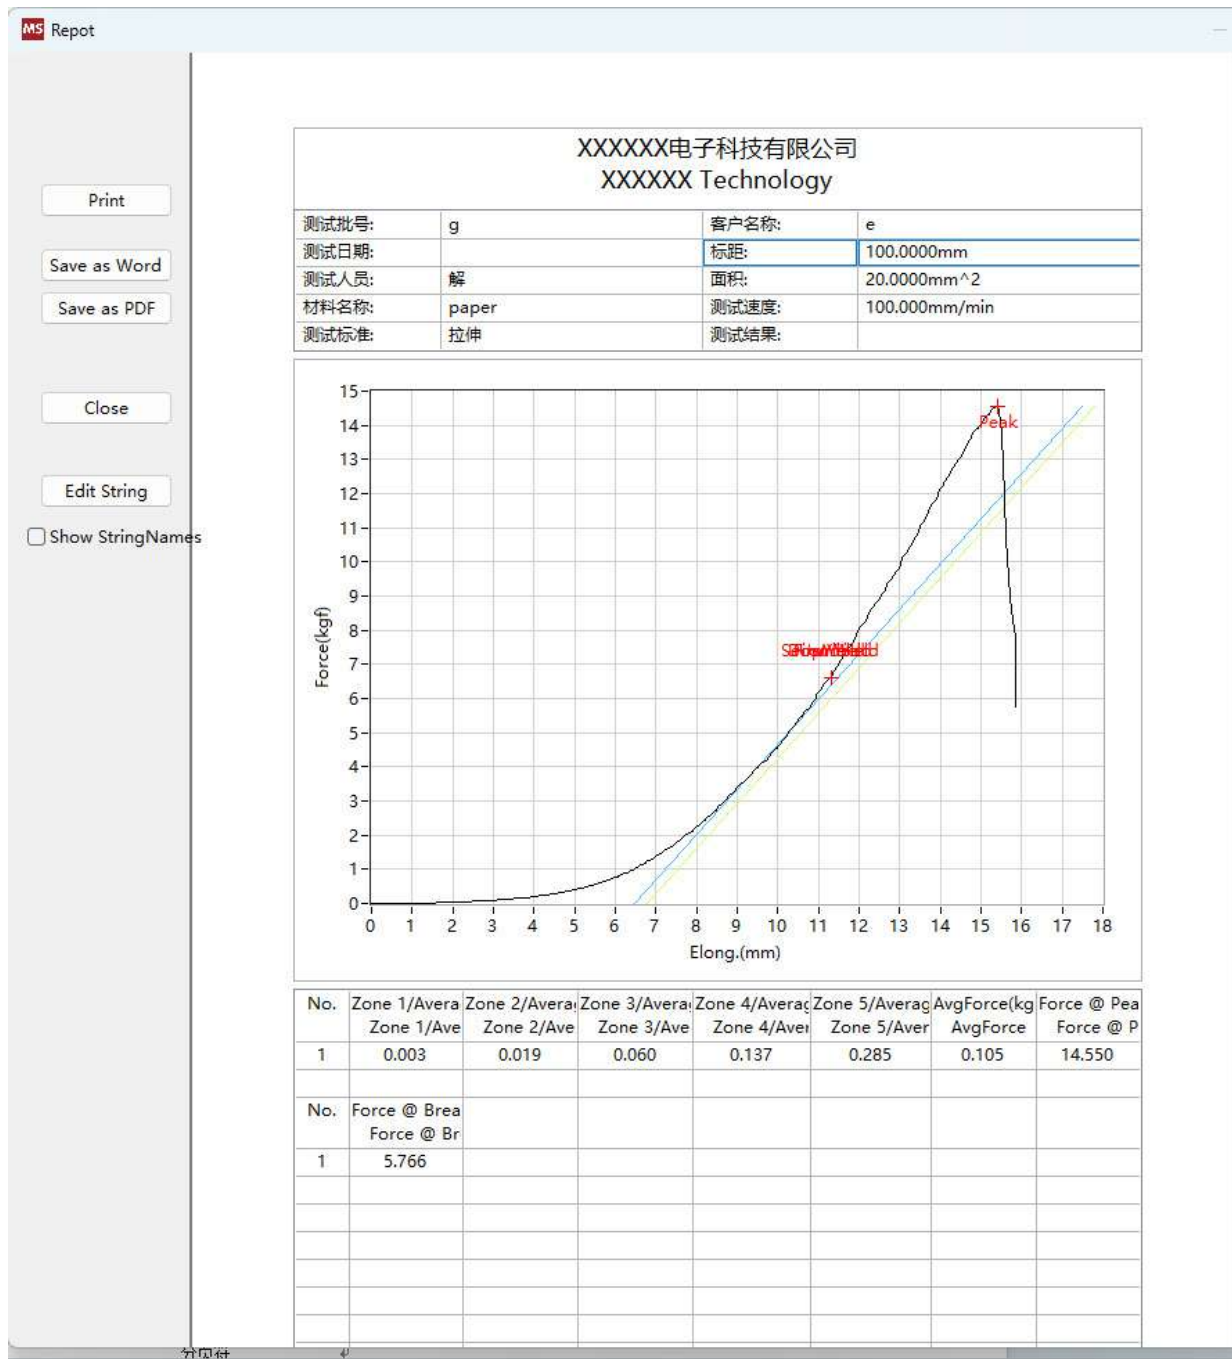 MS Repot
Print
Save as Word
Save as PDF
Close
Edit String
Show StringNames
XXXXXX电子科技有限公司
XXXXXX Technology
测试批号: g 客户名称: e
测试日期: 标距: 100.0000mm
测试人员: 解 面积: 20.0000mm^2
材料名称: paper 测试速度: 100.000mm/min
测试标准: 拉伸 测试结果:
15
14
13
12
11
10
9
8
7
6
5
4
3
2
1
0
Force(kgf)
Peak
0 1 2 3 4 5 6 7 8 9 10 11 12 13 14 15 16 17 18
Elong.(mm)
No. Zone 1/Avera Zone 2/Averag Zone 3/Averag Zone 4/Averag Zone 5/Averag AvgForce(kg Force @ Pea
Zone 1/Ave Zone 2/Ave Zone 3/Ave Zone 4/Aver Zone 5/Aver AvgForce Force @ P
1 0.003 0.019 0.060 0.137 0.285 0.105 14.550
No. Force @ Brea
Force @ Br
1 5.766